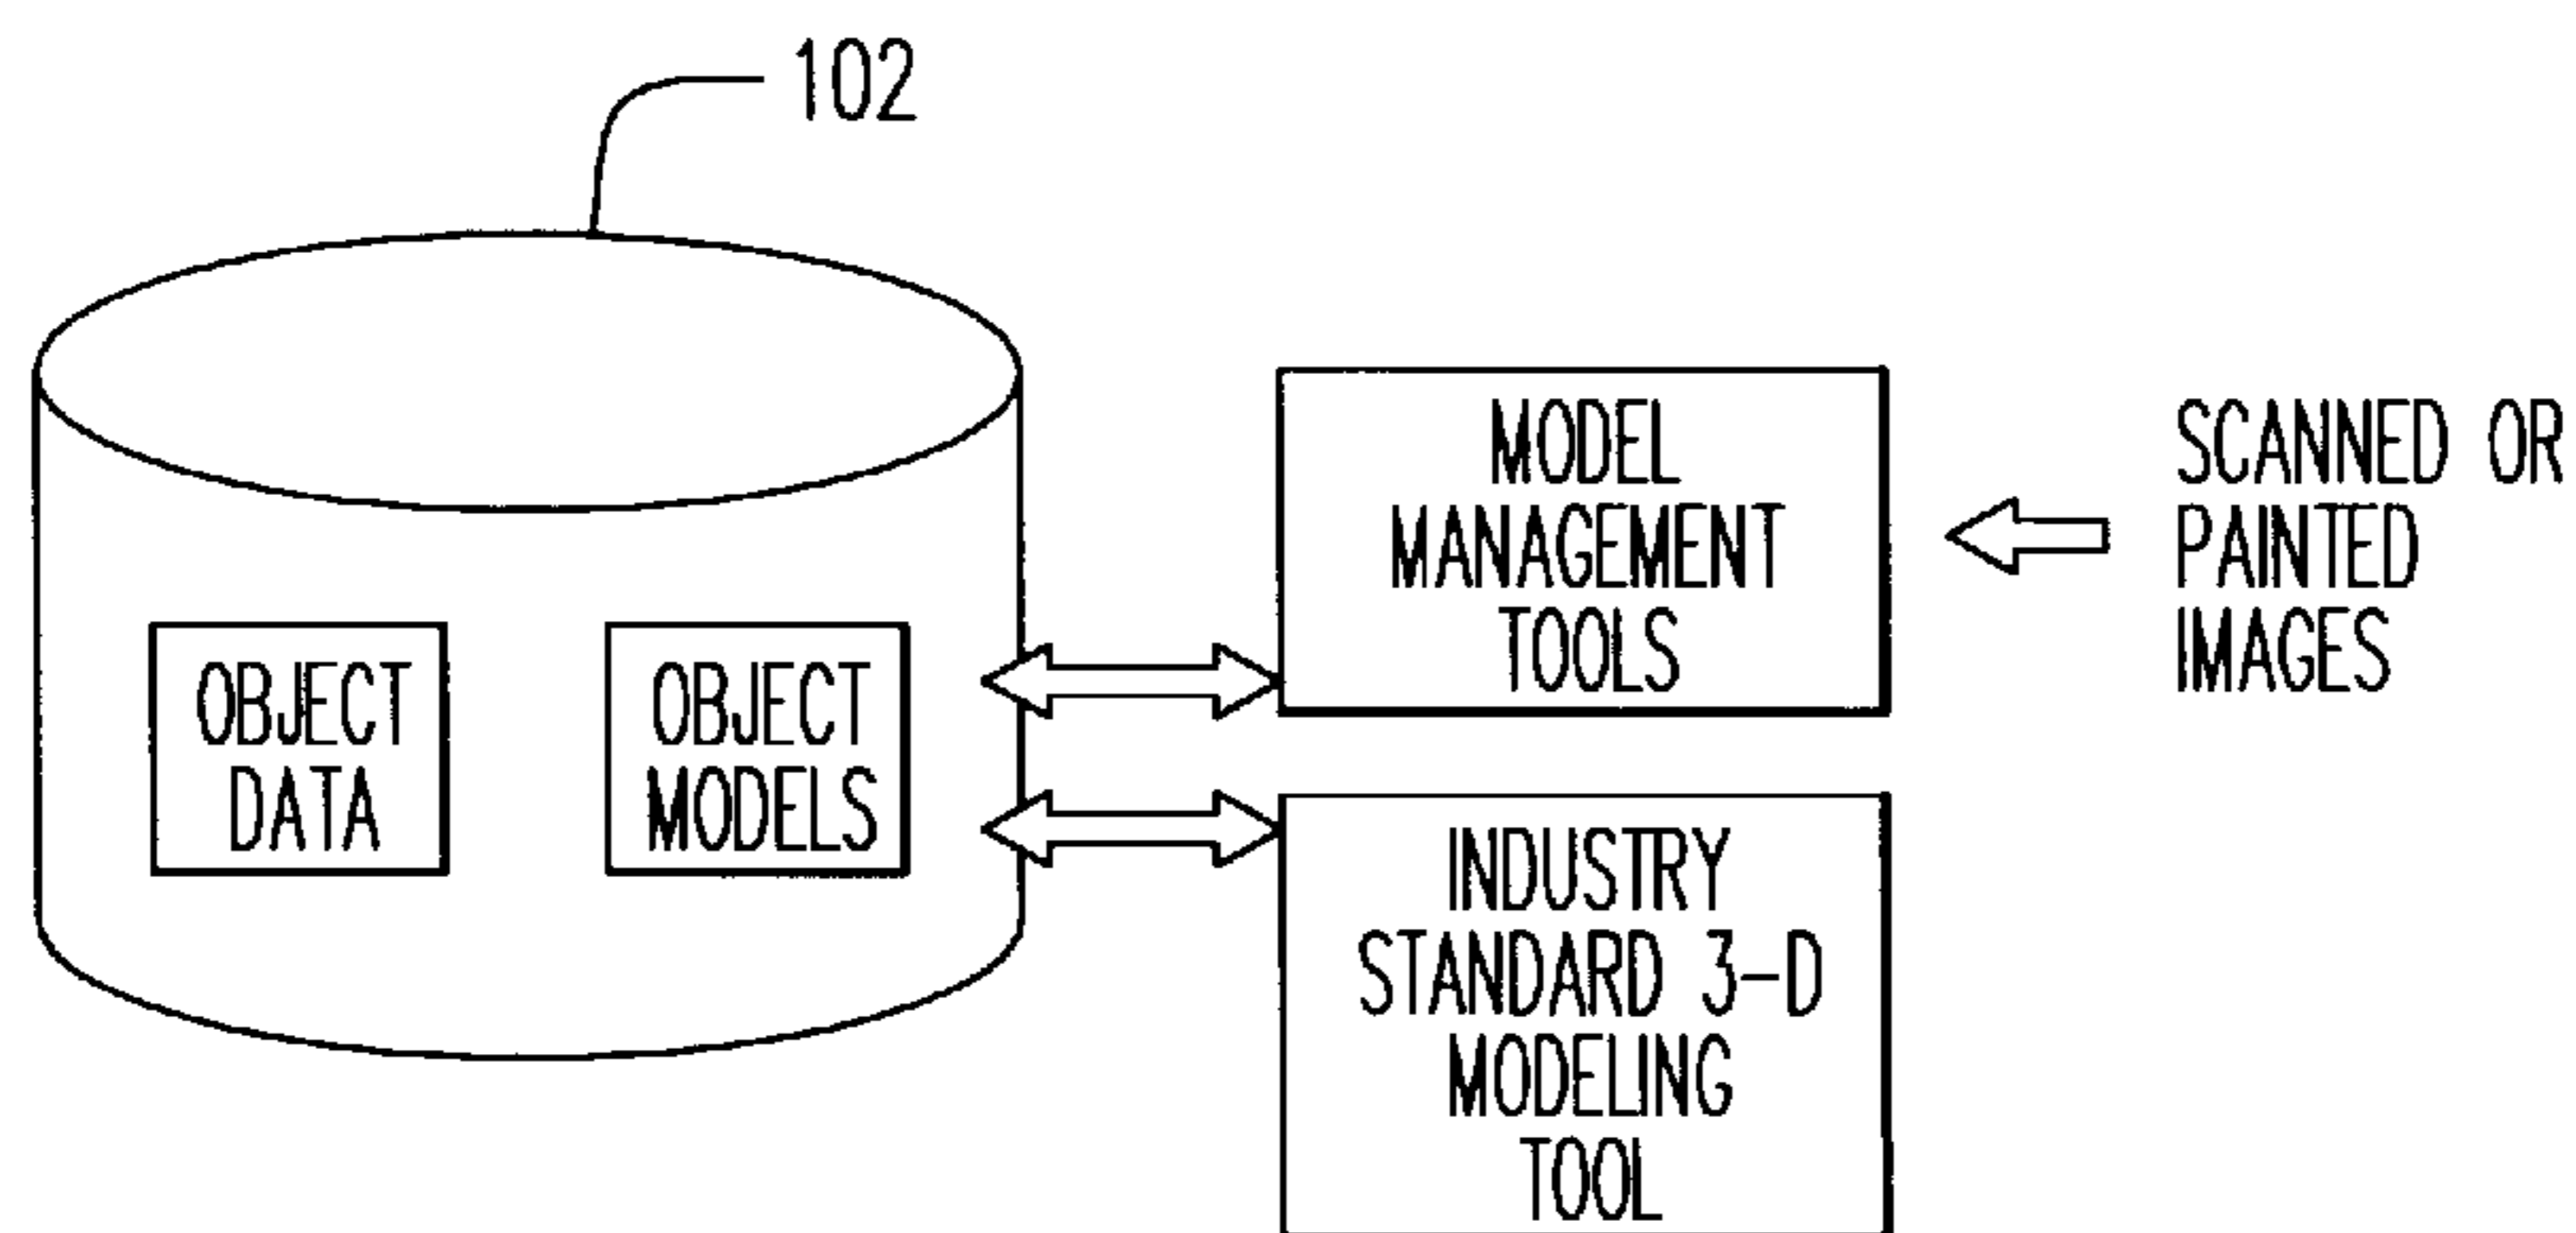 102
OBJECT
DATA
OBJECT
MODELS
MODEL
MANAGEMENT
TOOLS
SCANNED OR
PAINTED
IMAGES
INDUSTRY
STANDARD 3-D
MODELING
TOOL